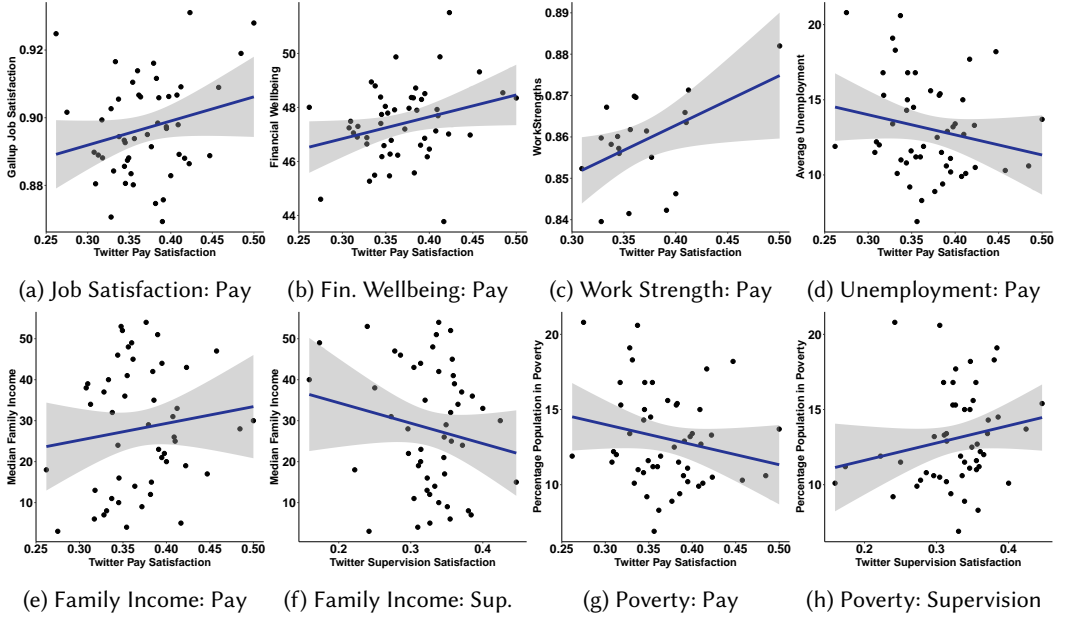 Gallup Job Satisfaction
0.92
0.90
0.88
0.25 0.30 0.35 0.40 0.45 0.50
Twitter Pay Satisfaction
(a) Job Satisfaction: Pay
Financial Wellbeing
50
48
46
44
0.25 0.30 0.35 0.40 0.45 0.50
Twitter Pay Satisfaction
(b) Fin. Wellbeing: Pay
WorkStrengths
0.89
0.88
0.87
0.86
0.85
0.84
0.30 0.35 0.40 0.45 0.50
Twitter Pay Satisfaction
(c) Work Strength: Pay
Average Unemployment
20
15
10
0.25 0.30 0.35 0.40 0.45 0.50
Twitter Pay Satisfaction
(d) Unemployment: Pay
Median Family Income
50
40
30
20
10
0.25 0.30 0.35 0.40 0.45 0.50
Twitter Pay Satisfaction
(e) Family Income: Pay
Median Family Income
50
40
30
20
10
0.2 0.3 0.4
Twitter Supervision Satisfaction
(f) Family Income: Sup.
Percentage Population in Poverty
20
15
10
0.25 0.30 0.35 0.40 0.45 0.50
Twitter Pay Satisfaction
(g) Poverty: Pay
Percentage Population in Poverty
20
15
10
0.2 0.3 0.4
Twitter Supervision Satisfaction
(h) Poverty: Supervision